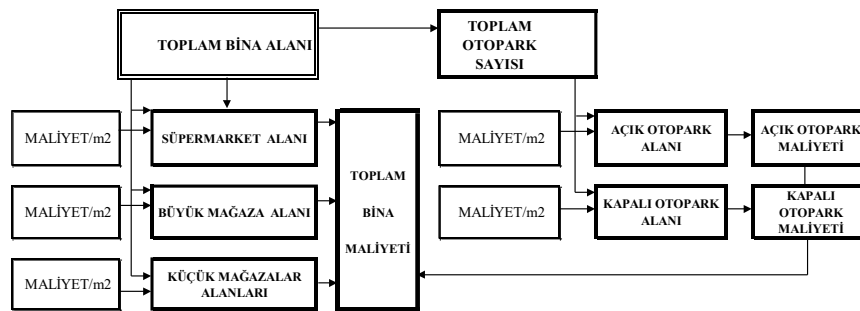 TOPLAM BİNA ALANI
TOPLAM
OTOPARK
SAYISI
MALİYET/m2
SÜPERMARKET ALANI
MALİYET/m2
BÜYÜK MAĞAZA ALANI
MALİYET/m2
KÜÇÜK MAĞAZALAR
ALANLARI
TOPLAM
BİNA
MALİYETİ
MALİYET/m2
AÇIK OTOPARK
ALANI
AÇIK OTOPARK
MALİYETİ
MALİYET/m2
KAPALI OTOPARK
ALANI
KAPALI
OTOPARK
MALİYETİ